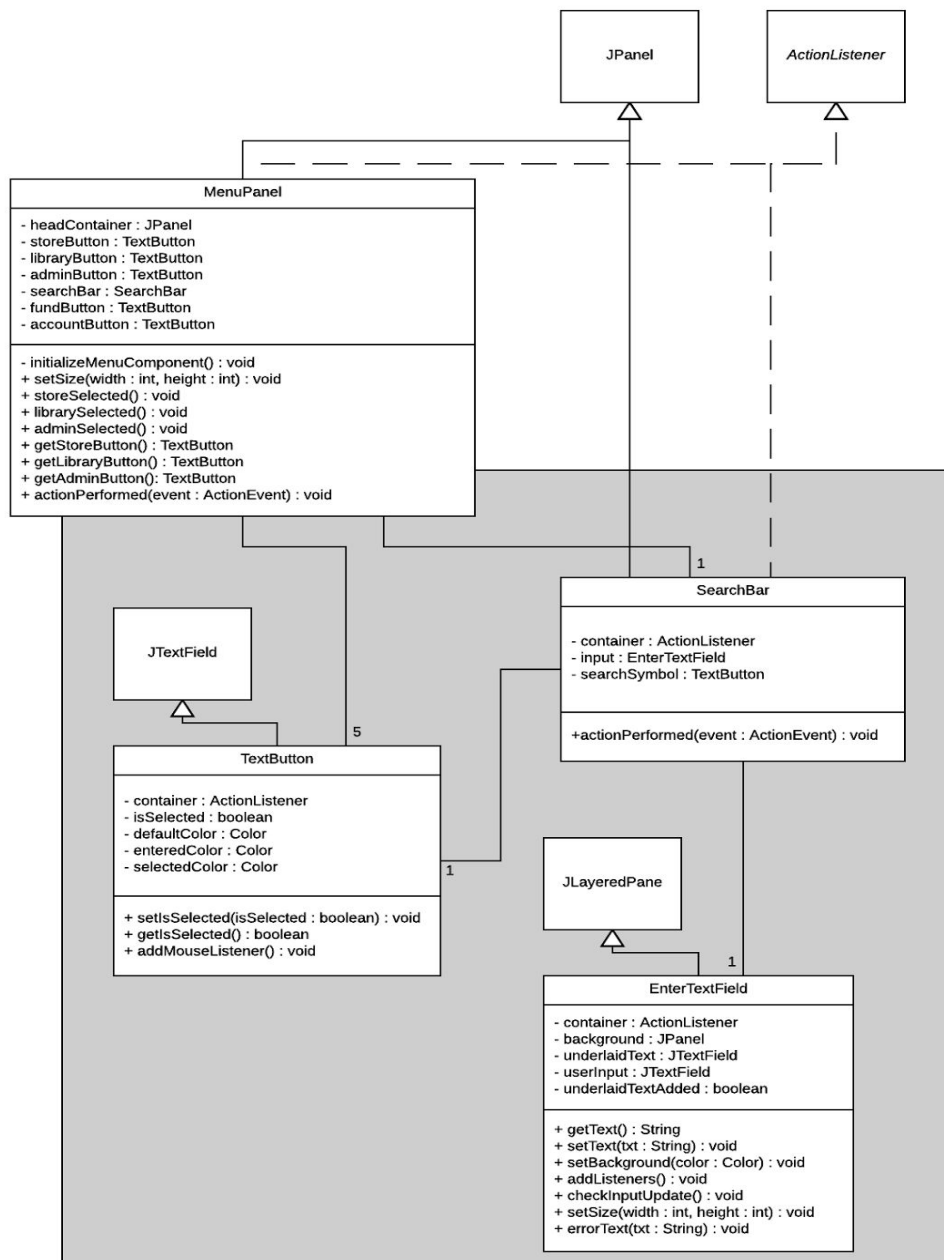 JPanel
ActionListener
MenuPanel
- headContainer : JPanel
- storeButton : TextButton
- libraryButton : TextButton
- adminButton : TextButton
- searchBar : SearchBar
- fundButton : TextButton
- accountButton : TextButton
- initializeMenuComponent() : void
+ setSize(width : int, height : int) : void
+ storeSelected() : void
+ librarySelected() : void
+ adminSelected() : void
+ getStoreButton() : TextButton
+ getLibraryButton() : TextButton
+ getAdminButton(): TextButton
+ actionPerformed(event : ActionEvent) : void
1
SearchBar
- container : ActionListener
- input : EnterTextField
- searchSymbol : TextButton
+actionPerformed(event : ActionEvent) : void
JTextField
5
TextButton
- container : ActionListener
- isSelected : boolean
- defaultColor : Color
- enteredColor : Color
- selectedColor : Color
+ setIsSelected(isSelected : boolean) : void
+ getIsSelected() : boolean
+ addMouseListener() : void
1
JLayeredPane
1
EnterTextField
- container : ActionListener
- background : JPanel
- underlaidText : JTextField
- userInput : JTextField
- underlaidTextAdded : boolean
+ getText() : String
+ setText(txt : String) : void
+ setBackground(color : Color) : void
+ addListeners() : void
+ checkInputUpdate() : void
+ setSize(width : int, height : int) : void
+ errorText(txt : String) : void